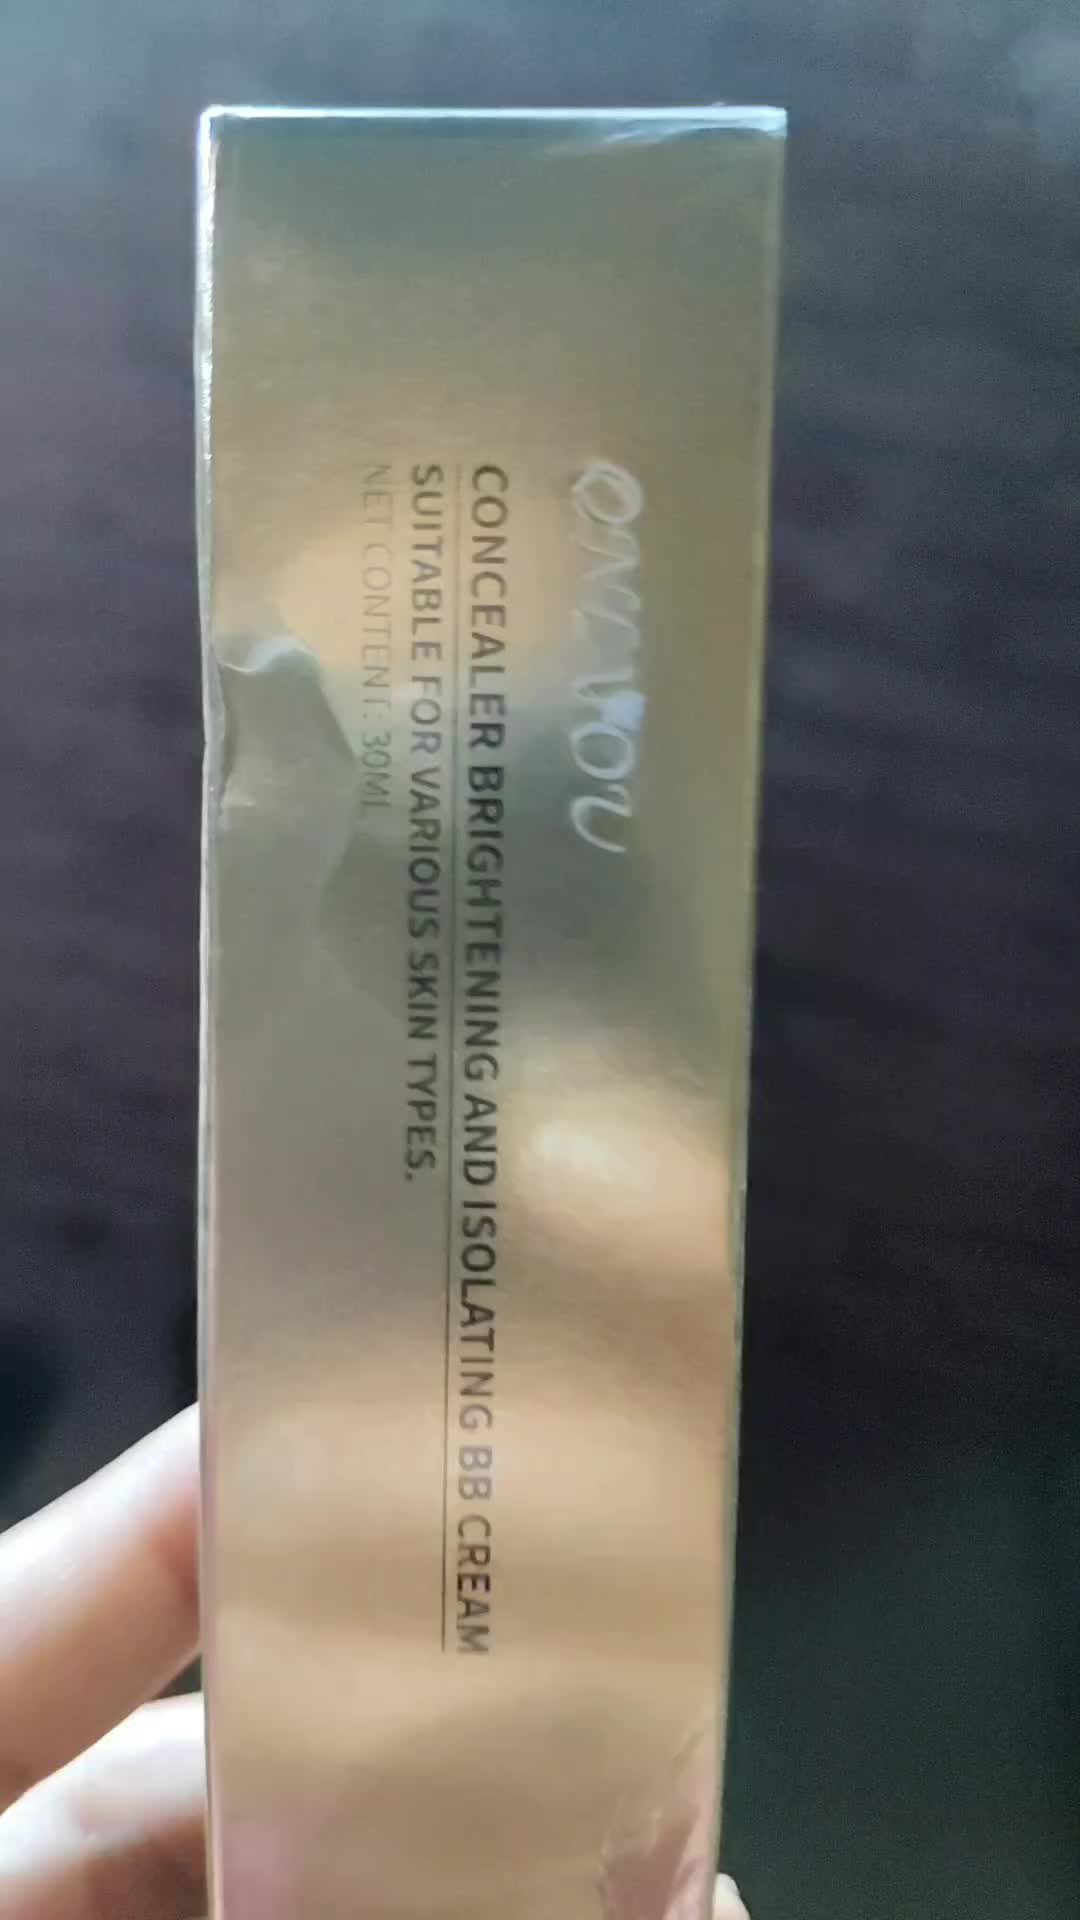 CONCEALER BRIGHTENING AND ISOLATING BB CREAM
SUITABLE FOR VARIOUS SKIN TYPES.
NET CONTENT: 30ML